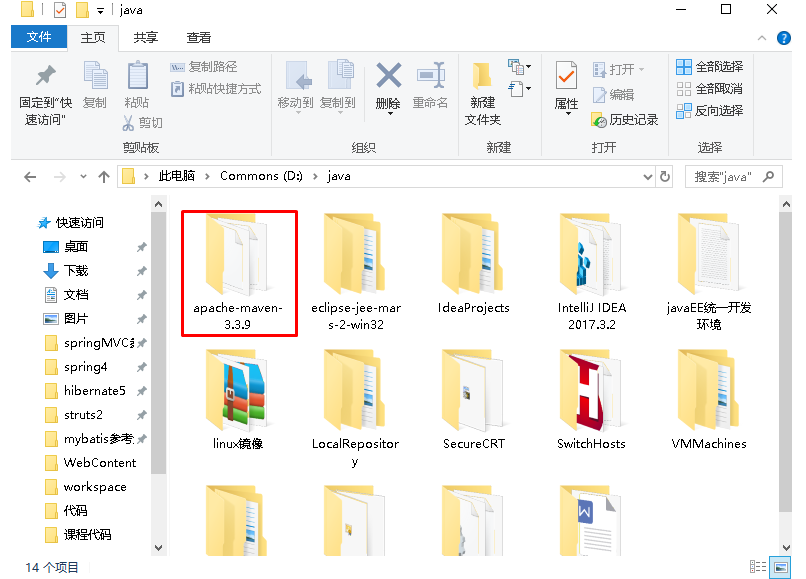 java
文件 主页 共享 查看
复制路径 全部选择
粘贴快捷方式 打开
固定到“快 复制 粘贴 移动到 复制到 删除 重命名 新建 属性 编辑 全部取消
速访问” 剪切 文件夹 历史记录 反向选择
剪贴板 组织 新建 打开 选择
此电脑 Commons (D:) java 搜索"java"
快速访问
桌面
下载
文档
图片
springMVC
spring4
hibernate5
struts2
mybatis参考
WebContent
workspace
代码
课程代码
apache-maven-
3.3.9
eclipse-jee-mar
s-2-win32
IdeaProjects
IntelliJ IDEA
2017.3.2
javaEE统一开发
环境
linux镜像
LocalRepositor
y
SecureCRT
SwitchHosts
VMMachines
14 个项目